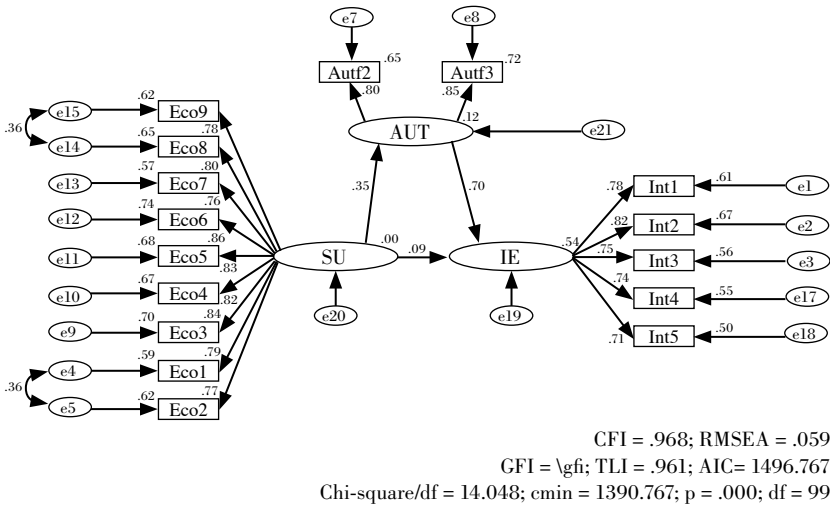 e7
e8
.65
.72
Autf2
Autf3
.80
.85
.12
AUT
e21
.62
e15
Eco9
.36
.78
.65
e14
Eco8
.80
.57
e13
Eco7
.76
.74
e12
Eco6
.86
.68
e11
Eco5
.83
.67
e10
Eco4
.82
.70
e9
Eco3
.84
.59
e4
Eco1
.79
.36
.62
e5
Eco2
.77
.35
.70
.00
SU
.09
IE
.54
e20
e19
.78
Int1
.61
e1
.82
Int2
.67
e2
.75
Int3
.56
e3
.74
Int4
.55
e17
.71
Int5
.50
e18
CFI = .968; RMSEA = .059
GFI = \gfi; TLI = .961; AIC= 1496.767
Chi-square/df = 14.048; cmin = 1390.767; p = .000; df = 99